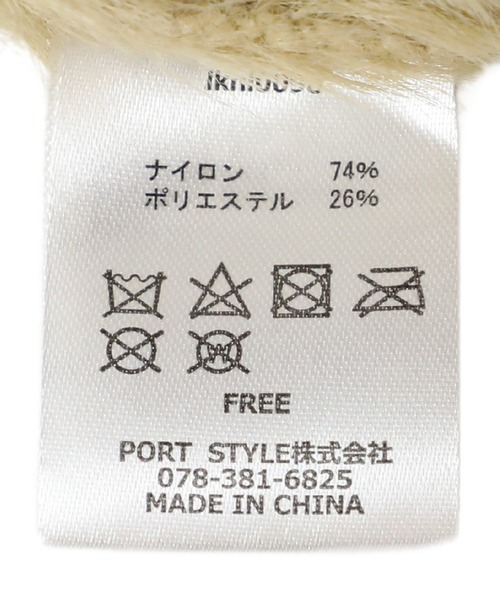 ナイロン 74%
ポリエステル 26%
FREE
PORT STYLE株式会社
078-381-6825
MADE IN CHINA